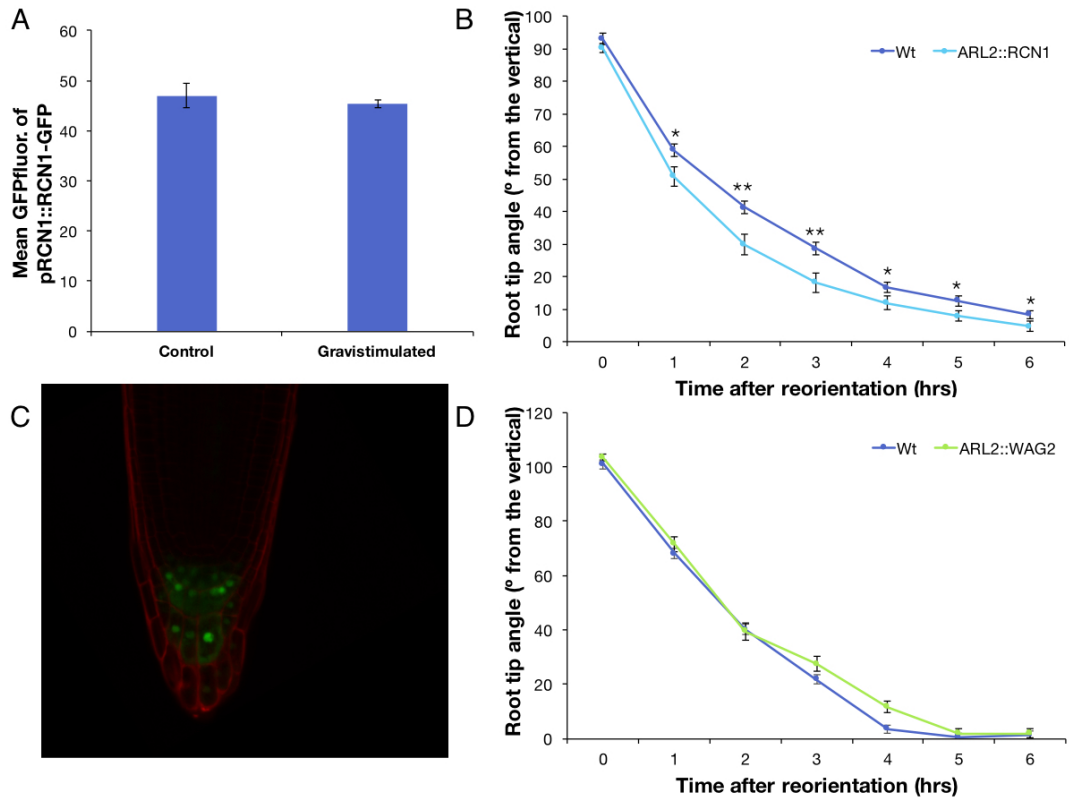 A
60
50
40
30
20
10
0
Mean GFPfluor. of
pRCN1::RCN1-GFP
Control
Gravistimulated
B
100
90
80
70
60
50
40
30
20
10
0
Root tip angle (º from the vertical)
Wt
ARL2::RCN1
*
**
**
*
*
*
0 1 2 3 4 5 6
Time after reorientation (hrs)
C
D
120
100
80
60
40
20
0
Root tip angle (º from the vertical)
Wt
ARL2::WAG2
0 1 2 3 4 5 6
Time after reorientation (hrs)